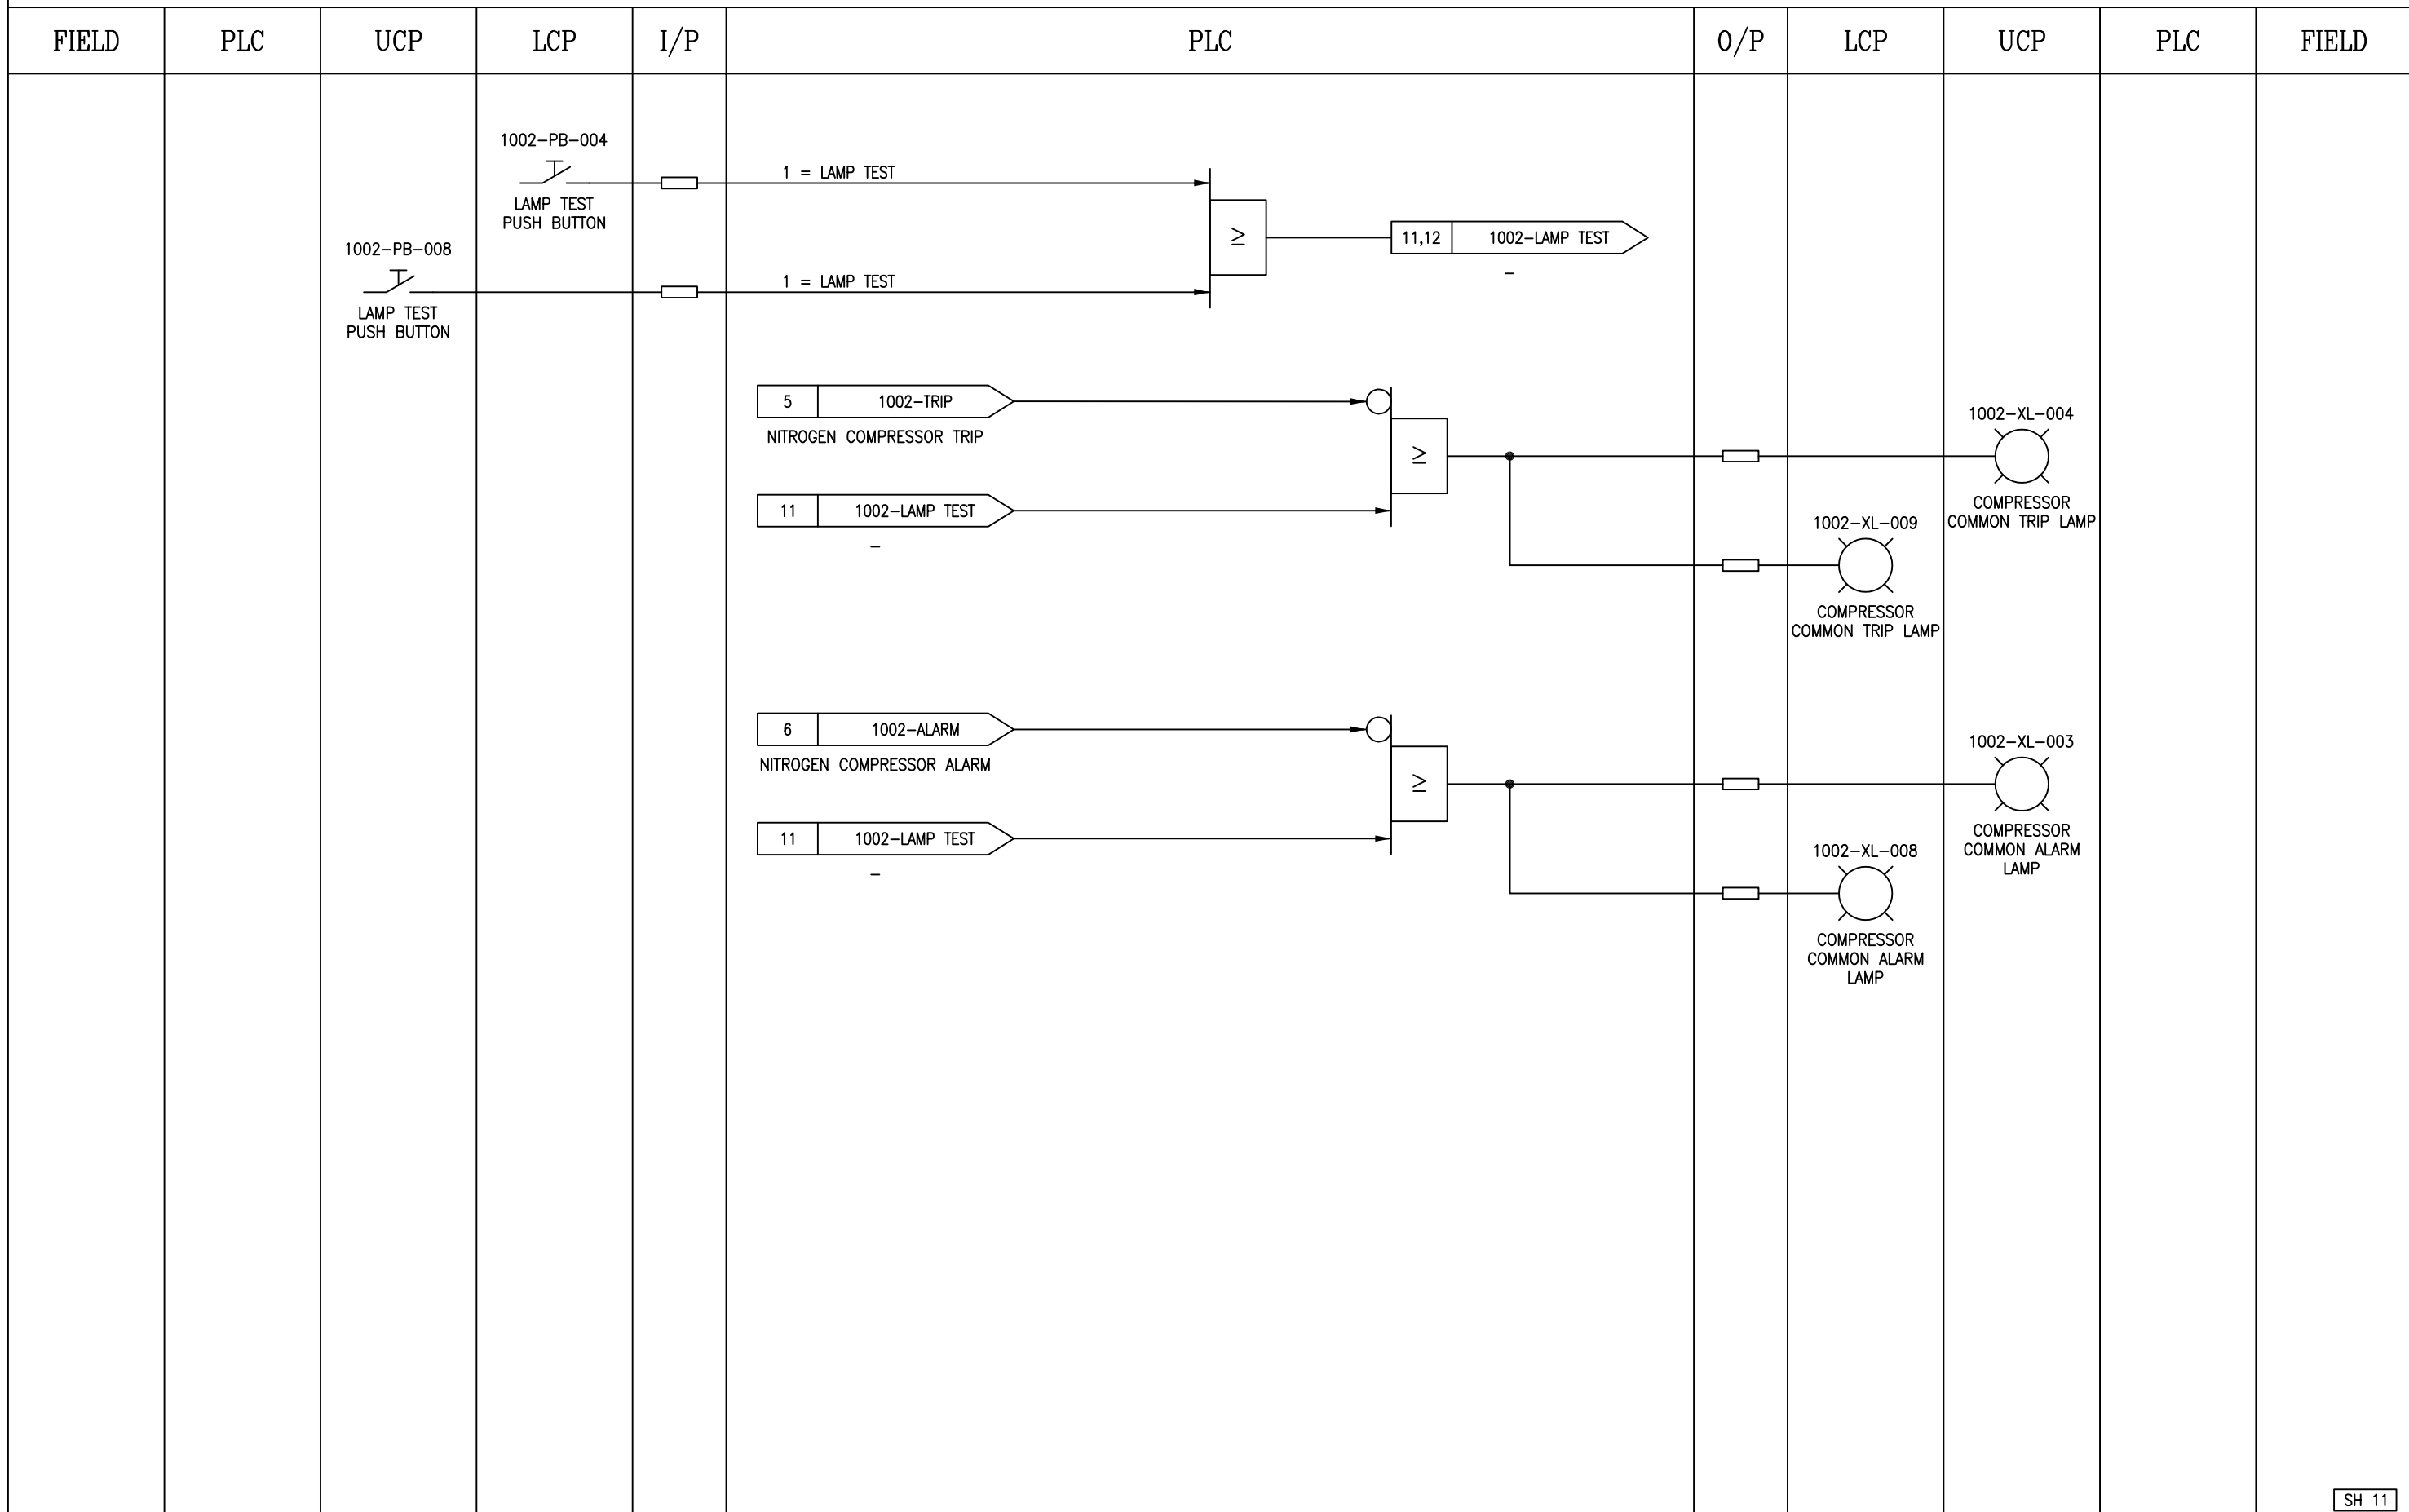 FIELD PLC UCP LCP I/P PLC O/P LCP UCP PLC FIELD
1002-PB-004
LAMP TEST
PUSH BUTTON
1 = LAMP TEST
1002-PB-008
LAMP TEST
PUSH BUTTON
1 = LAMP TEST
≥
11,12 1002-LAMP TEST
-
5 1002-TRIP
NITROGEN COMPRESSOR TRIP
11 1002-LAMP TEST
-
≥
1002-XL-004
COMPRESSOR
COMMON TRIP LAMP
1002-XL-009
COMPRESSOR
COMMON TRIP LAMP
6 1002-ALARM
NITROGEN COMPRESSOR ALARM
11 1002-LAMP TEST
-
≥
1002-XL-003
COMPRESSOR
COMMON ALARM
LAMP
1002-XL-008
COMPRESSOR
COMMON ALARM
LAMP
SH 11